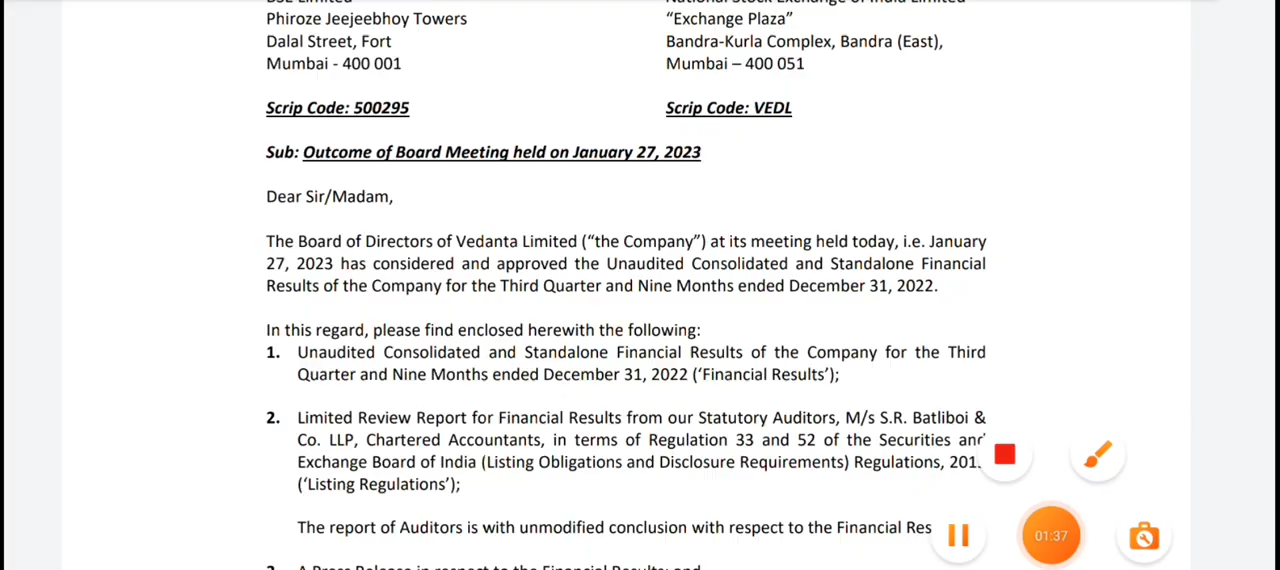 Phiroze Jeejeebhoy Towers
Dalal Street, Fort
Mumbai - 400 001
"Exchange Plaza"
Bandra-Kurla Complex, Bandra (East),
Mumbai – 400 051
Scrip Code: 500295
Scrip Code: VEDL
Sub: Outcome of Board Meeting held on January 27, 2023
Dear Sir/Madam,
The Board of Directors of Vedanta Limited ("the Company") at its meeting held today, i.e. January
27, 2023 has considered and approved the Unaudited Consolidated and Standalone Financial
Results of the Company for the Third Quarter and Nine Months ended December 31, 2022.
In this regard, please find enclosed herewith the following:
1. Unaudited Consolidated and Standalone Financial Results of the Company for the Third
Quarter and Nine Months ended December 31, 2022 ('Financial Results');
2. Limited Review Report for Financial Results from our Statutory Auditors, M/s S.R. Batliboi &
Co. LLP, Chartered Accountants, in terms of Regulation 33 and 52 of the Securities and
Exchange Board of India (Listing Obligations and Disclosure Requirements) Regulations, 201
('Listing Regulations');
The report of Auditors is with unmodified conclusion with respect to the Financial Res
01:37